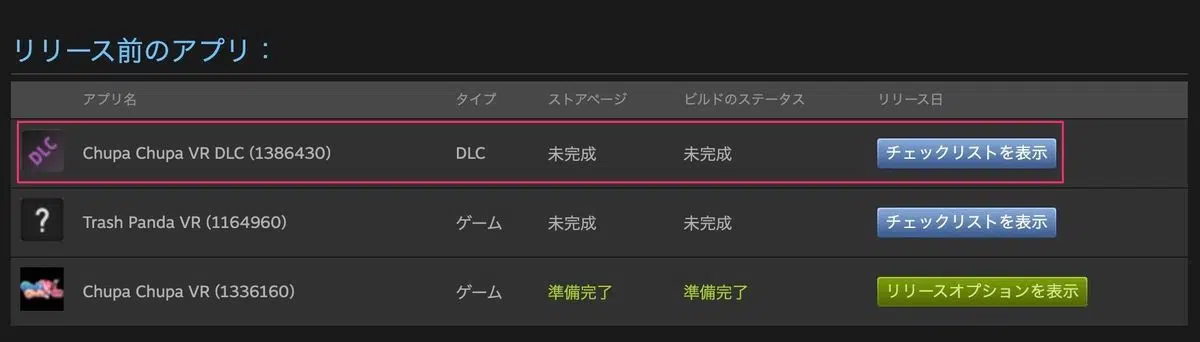 リリース前のアプリ：
アプリ名 タイプ ストアページ ビルドのステータス リリース日
DLC Chupa Chupa VR DLC (1386430) DLC 未完成 未完成 チェックリストを表示
? Trash Panda VR (1164960) ゲーム 未完成 未完成 チェックリストを表示
Chupa Chupa VR (1336160) ゲーム 準備完了 準備完了 リリースオプションを表示